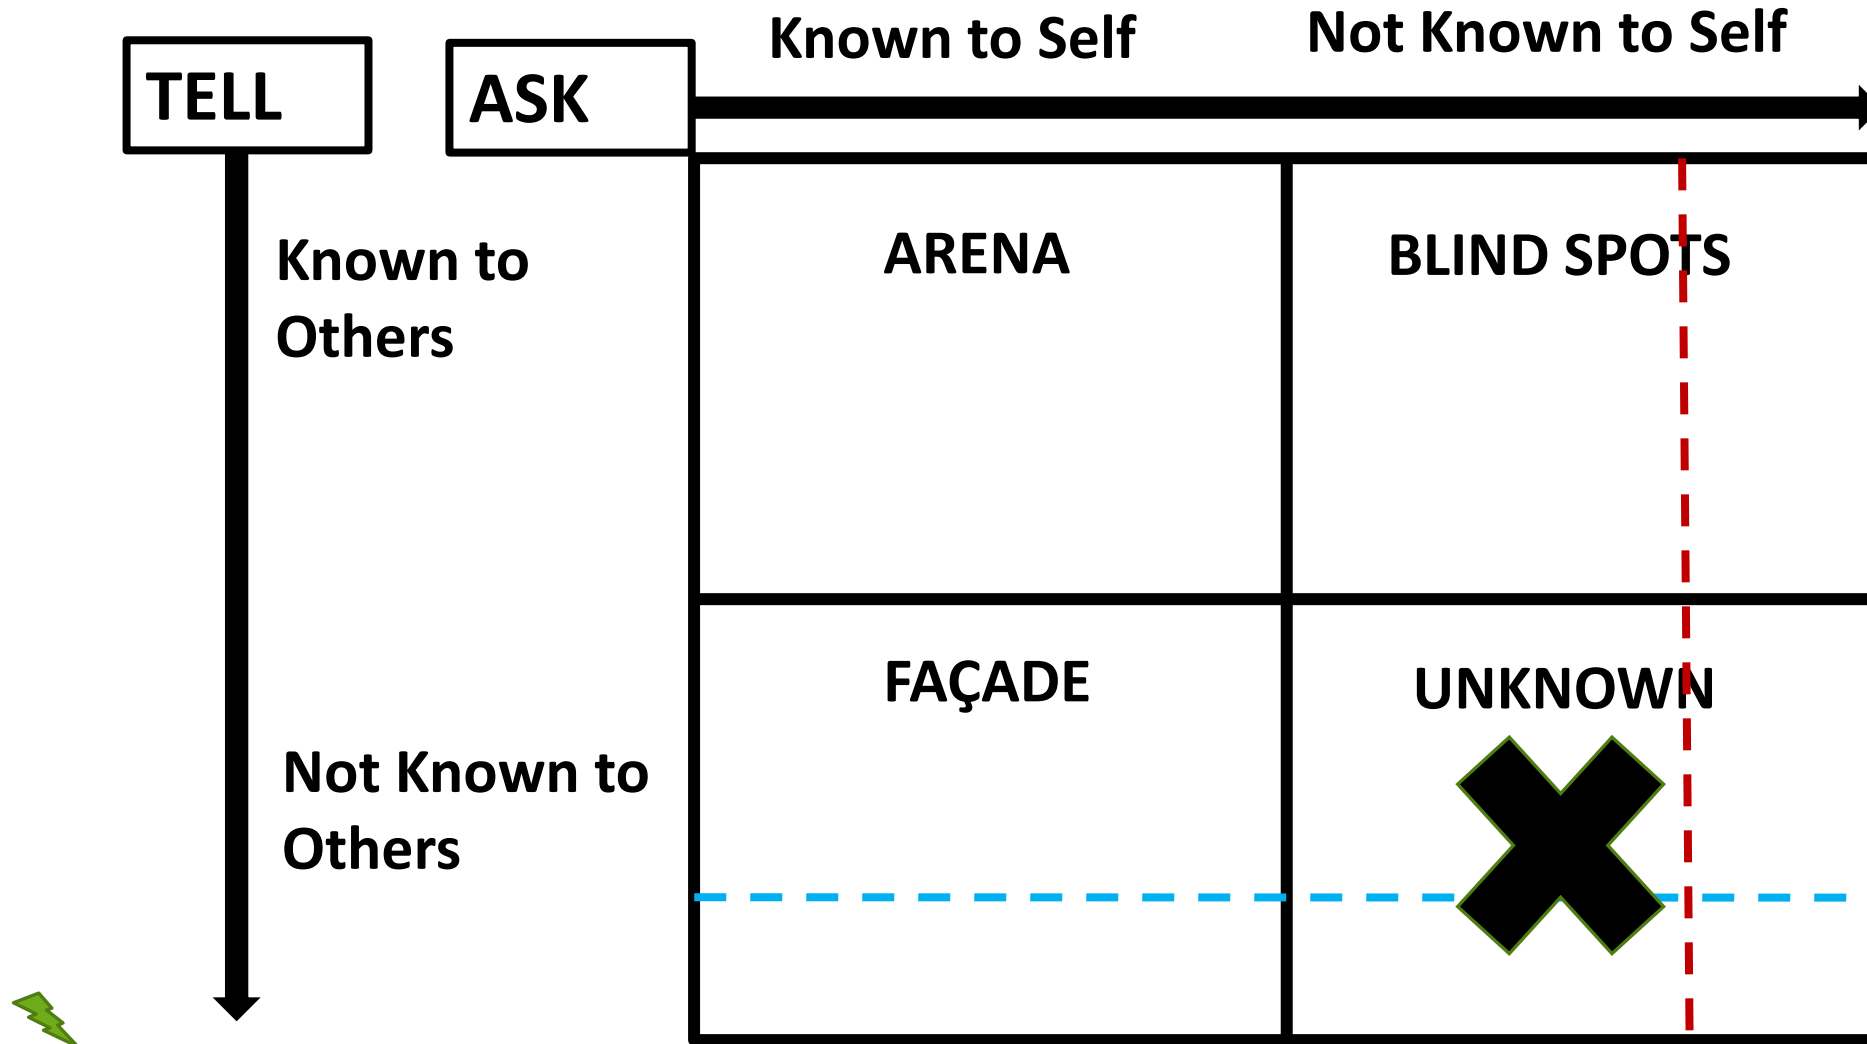 TELL
ASK
Known to Self
Not Known to Self
Known to
Others
ARENA
BLIND SPOTS
Not Known to
Others
FAÇADE
UNKNOWN